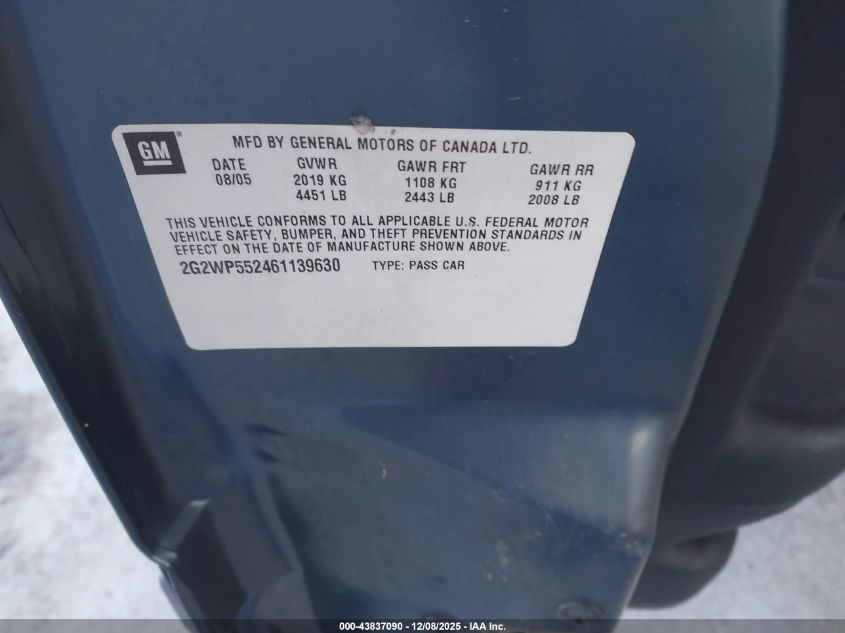 GM
MFD BY GENERAL MOTORS OF CANADA LTD.
DATE GVWR GAWR FRT GAWR RR
08/05 2019 KG 1108 KG 911 KG
4451 LB 2443 LB 2008 LB
THIS VEHICLE CONFORMS TO ALL APPLICABLE U.S. FEDERAL MOTOR
VEHICLE SAFETY, BUMPER, AND THEFT PREVENTION STANDARDS IN
EFFECT ON THE DATE OF MANUFACTURE SHOWN ABOVE.
2G2WP552461139630 TYPE: PASS CAR
000-43837090 - 12/08/2025 - IAA Inc.